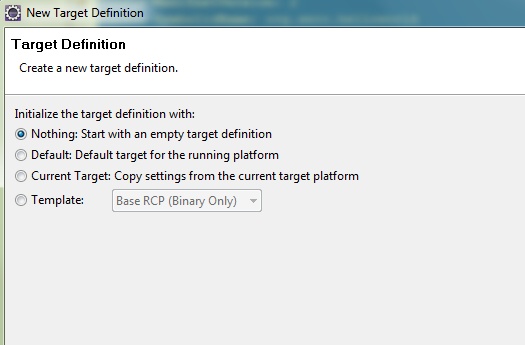 New Target Definition
Target Definition
Create a new target definition.
Initialize the target definition with:
Nothing: Start with an empty target definition
Default: Default target for the running platform
Current Target: Copy settings from the current target platform
Template: Base RCP (Binary Only)